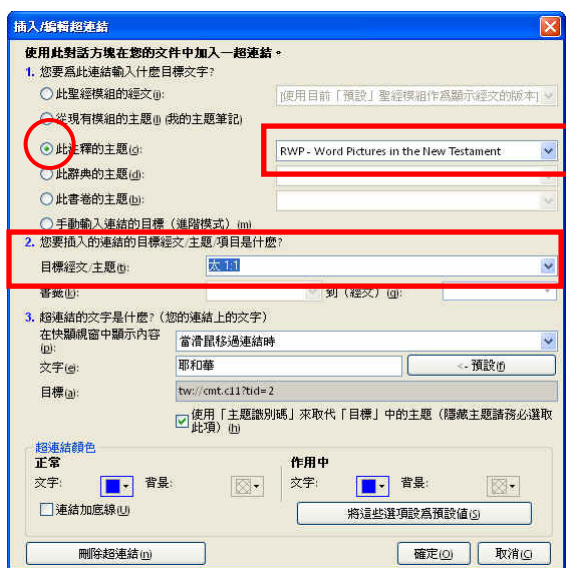 插入/編輯超連結
使用此對話方塊在您的文件中加入一超連結。
1. 您要為此連結輸入什麼目標文字?
此聖經模組的經文(i):
[使用目前「預設」聖經模組作為顯示經文的版本]
從現有模組的主題(l) (我的主題筆記)
此註釋的主題(c):
RWP - Word Pictures in the New Testament
此辭典的主題(d):
此書卷的主題(b):
手動輸入連結的目標（進階模式）(m)
2. 您要插入的連結的目標經文/主題/項目是什麼?
目標經文/主題(t):
太 1:1
書籤(k):
到（經文）(g):
3. 超連結的文字是什麼?（您的連結上的文字）
在快顯視窗中顯示內容(p):
當滑鼠移過連結時
文字(e):
耶和華
<- 預設(f)
目標(a):
tw://cmt.c11?tid=2
使用「主題識別碼」來取代「目標」中的主題（隱藏主題請務必選取
此項）(h)
超連結顏色
正常
作用中
文字:
背景:
文字:
背景:
連結加底線(U)
將這些選項設為預設值(s)
刪除超連結(n)
確定(O)
取消(C)